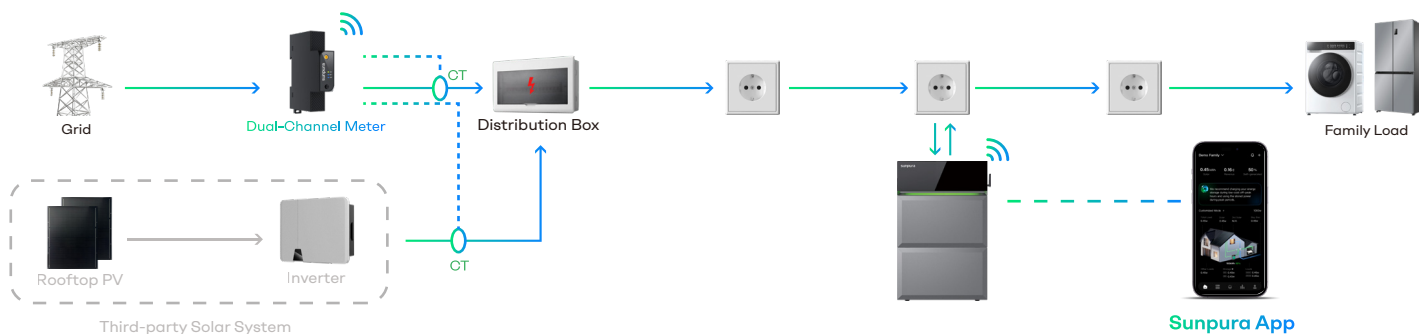 CT
Grid
Dual-Channel Meter
Distribution Box
Family Load
Rooftop PV
Inverter
CT
Third-party Solar System
Sunpura App